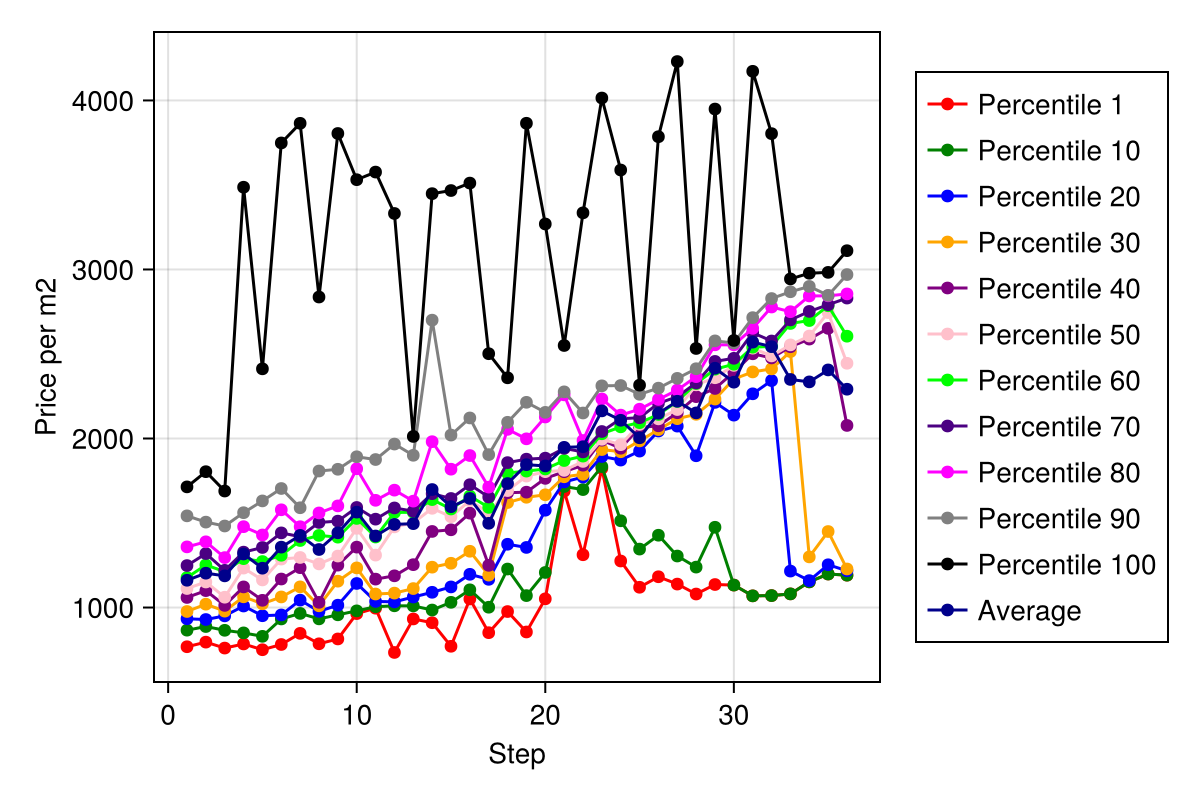 4000
3000
2000
1000
Price per m2
0
10
20
30
Step
Percentile 1
Percentile 10
Percentile 20
Percentile 30
Percentile 40
Percentile 50
Percentile 60
Percentile 70
Percentile 80
Percentile 90
Percentile 100
Average